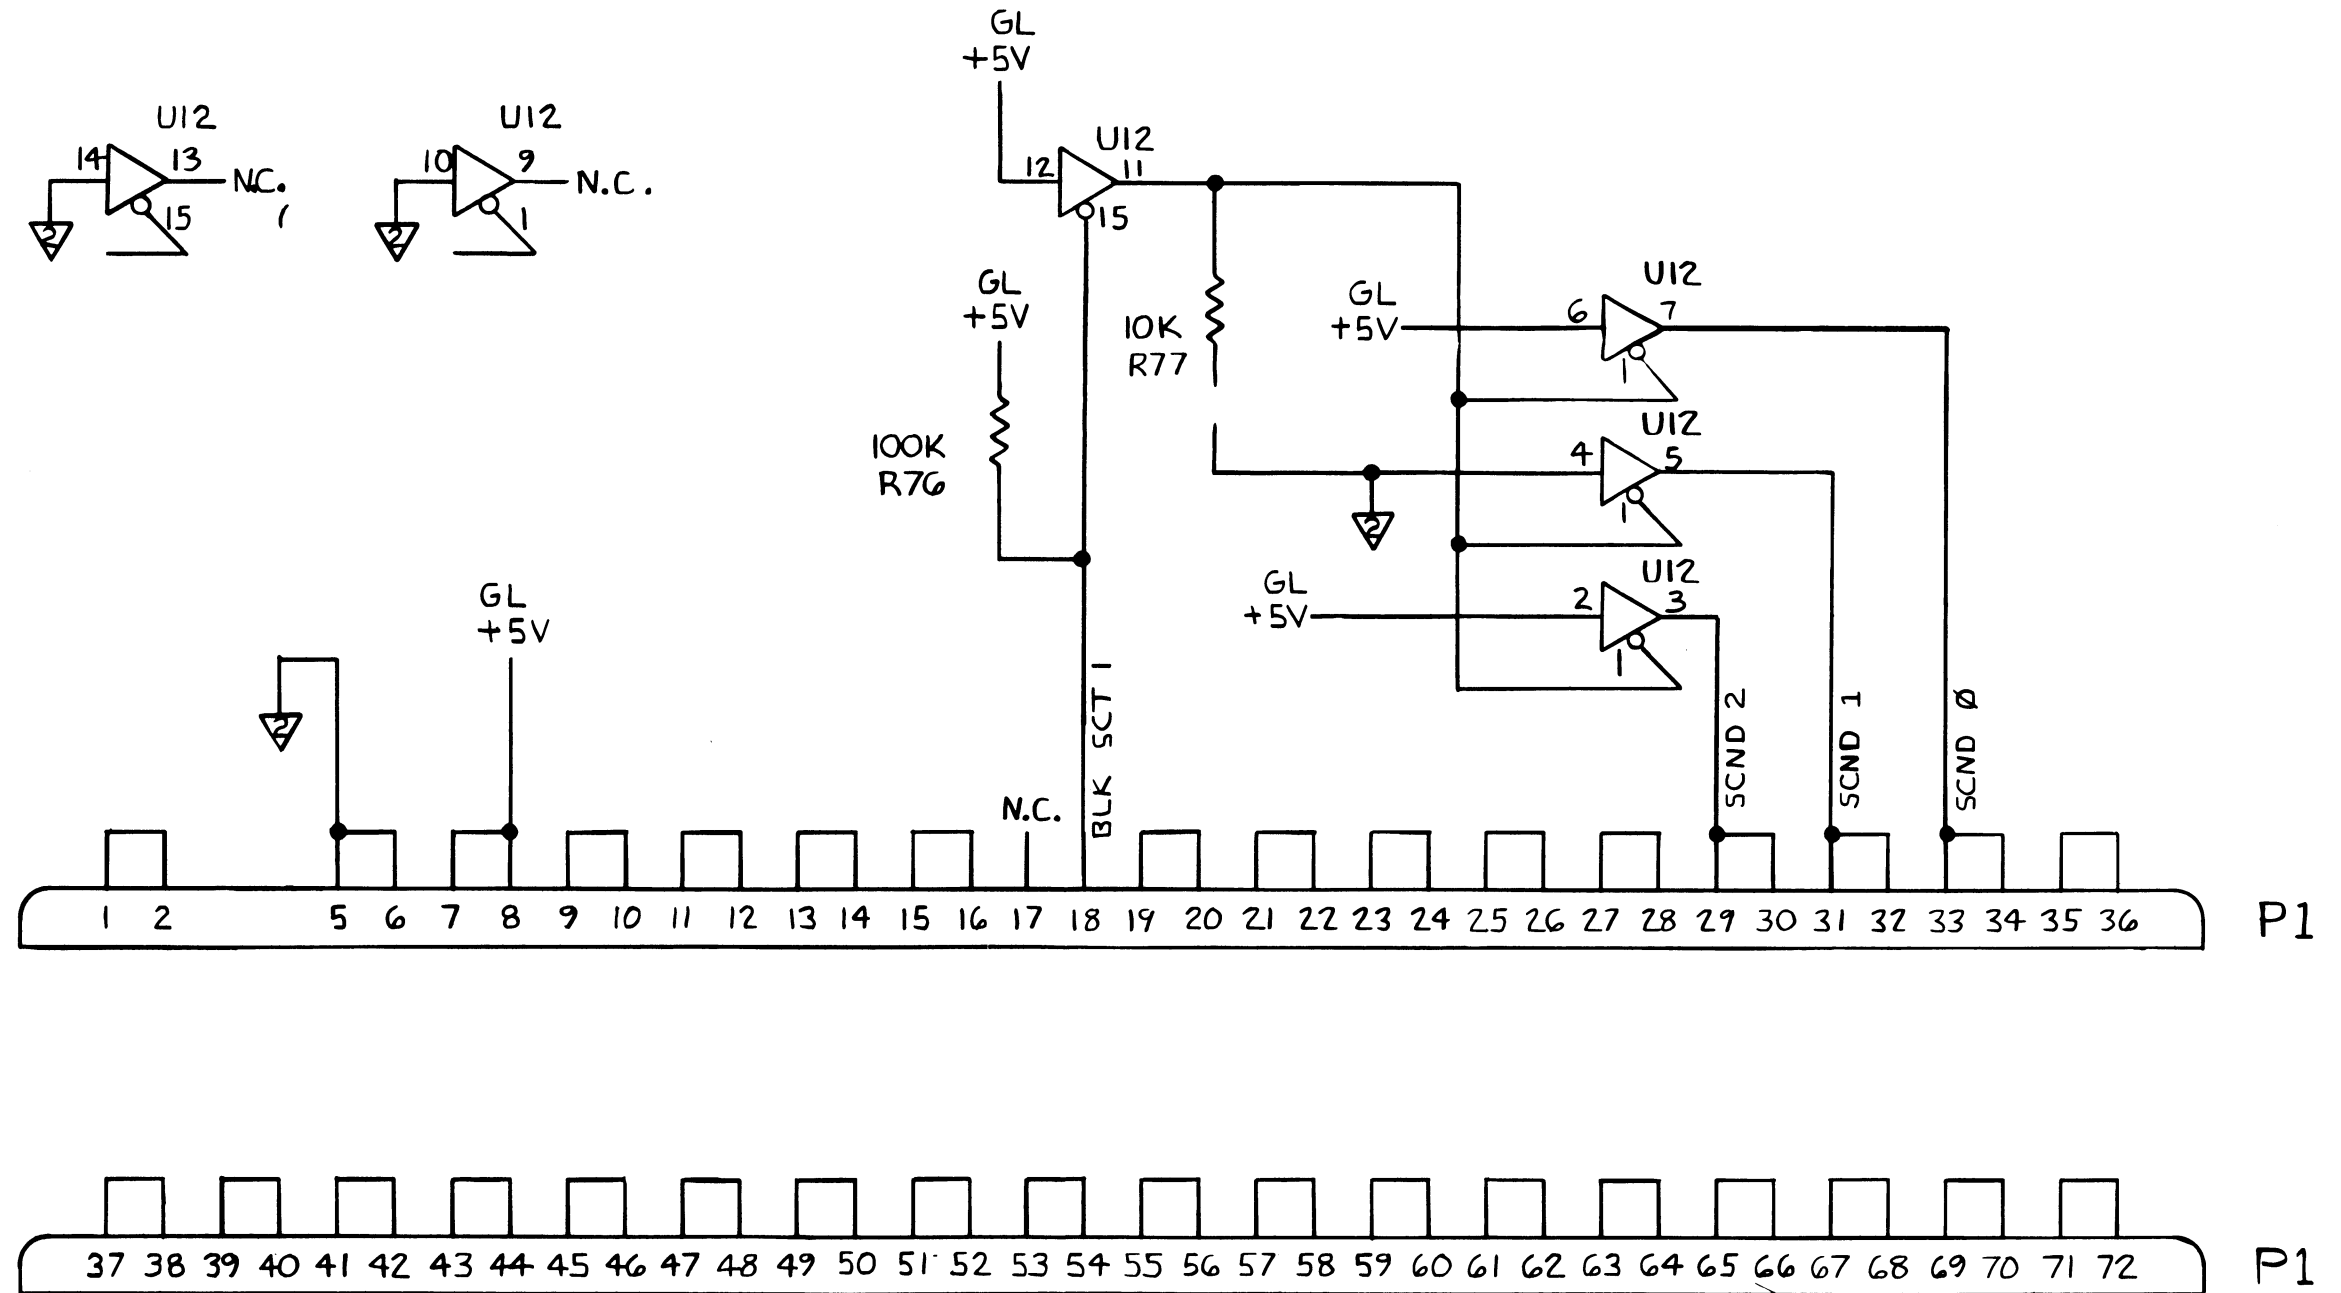 GL
+5V
U12
14 13
N.C.
15
2
U12
10 9
N.C.
1
2
U12
12 11
15
GL
+5V
100K
R76
10K
R77
GL
+5V
U12
6 7
1
U12
4 5
1
2
GL
+5V
U12
2 3
1
GL
+5V
2
N.C.
BLK SCT 1
SCND 2
SCND 1
SCND Ø
1 2 5 6 7 8 9 10 11 12 13 14 15 16 17 18 19 20 21 22 23 24 25 26 27 28 29 30 31 32 33 34 35 36 P1
37 38 39 40 41 42 43 44 45 46 47 48 49 50 51 52 53 54 55 56 57 58 59 60 61 62 63 64 65 66 67 68 69 70 71 72 P1